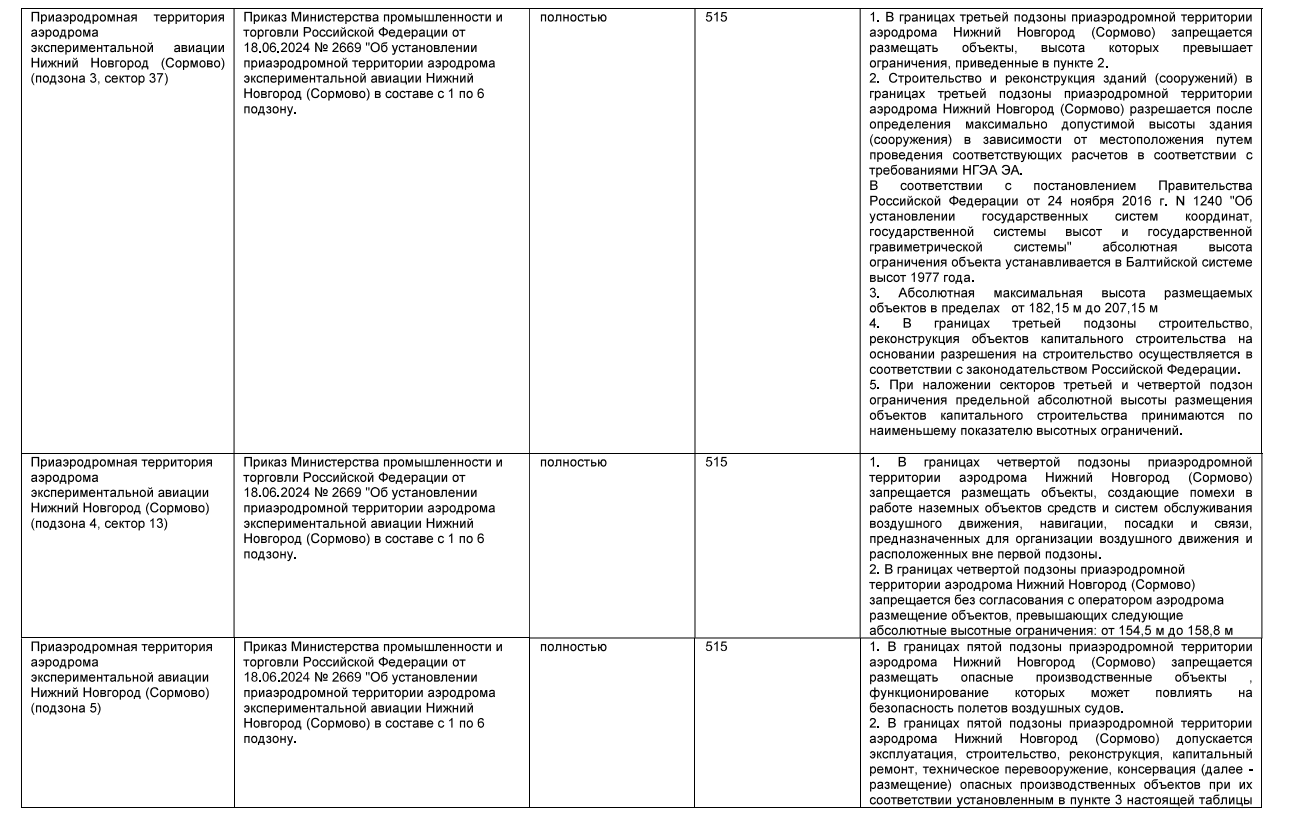 Приаэродромная территория
аэродрома
экспериментальной авиации
Нижний Новгород (Сормово)
(подзона 3, сектор 37)
Приказ Министерства промышленности и
торговли Российской Федерации от
18.06.2024 № 2669 "Об установлении
приаэродромной территории аэродрома
экспериментальной авиации Нижний
Новгород (Сормово) в составе с 1 по 6
подзону.
полностью
515
1. В границах третьей подзоны приаэродромной территории
аэродрома Нижний Новгород (Сормово) запрещается
размещать объекты, высота которых превышает
ограничения, приведенные в пункте 2.
2. Строительство и реконструкция зданий (сооружений) в
границах третьей подзоны приаэродромной территории
аэродрома Нижний Новгород (Сормово) разрешается после
определения максимально допустимой высоты здания
(сооружения) в зависимости от местоположения путем
проведения соответствующих расчетов в соответствии с
требованиями НГЭА ЭА.
В соответствии с постановлением Правительства
Российской Федерации от 24 ноября 2016 г. N 1240 "Об
установлении государственных систем координат,
государственной системы высот и государственной
гравиметрической системы" абсолютная высота
ограничения объекта устанавливается в Балтийской системе
высот 1977 года.
3. Абсолютная максимальная высота размещаемых
объектов в пределах от 182,15 м до 207,15 м
4. В границах третьей подзоны строительство,
реконструкция объектов капитального строительства на
основании разрешения на строительство осуществляется в
соответствии с законодательством Российской Федерации.
5. При наложении секторов третьей и четвертой подзон
ограничения предельной абсолютной высоты размещения
объектов капитального строительства принимаются по
наименьшему показателю высотных ограничений.
Приаэродромная территория
аэродрома
экспериментальной авиации
Нижний Новгород (Сормово)
(подзона 4, сектор 13)
Приказ Министерства промышленности и
торговли Российской Федерации от
18.06.2024 № 2669 "Об установлении
приаэродромной территории аэродрома
экспериментальной авиации Нижний
Новгород (Сормово) в составе с 1 по 6
подзону.
полностью
515
1. В границах четвертой подзоны приаэродромной
территории аэродрома Нижний Новгород (Сормово)
запрещается размещать объекты, создающие помехи в
работе наземных объектов средств и систем обслуживания
воздушного движения, навигации, посадки и связи,
предназначенных для организации воздушного движения и
расположенных вне первой подзоны.
2. В границах четвертой подзоны приаэродромной
территории аэродрома Нижний Новгород (Сормово)
запрещается без согласования с оператором аэродрома
размещение объектов, превышающих следующие
абсолютные высотные ограничения: от 154,5 м до 158,8 м
Приаэродромная территория
аэродрома
экспериментальной авиации
Нижний Новгород (Сормово)
(подзона 5)
Приказ Министерства промышленности и
торговли Российской Федерации от
18.06.2024 № 2669 "Об установлении
приаэродромной территории аэродрома
экспериментальной авиации Нижний
Новгород (Сормово) в составе с 1 по 6
подзону.
полностью
515
1. В границах пятой подзоны приаэродромной территории
аэродрома Нижний Новгород (Сормово) запрещается
размещать опасные производственные объекты ,
функционирование которых может повлиять на
безопасность полетов воздушных судов.
2. В границах пятой подзоны приаэродромной территории
аэродрома Нижний Новгород (Сормово) допускается
эксплуатация, строительство, реконструкция, капитальный
ремонт, техническое перевооружение, консервация (далее -
размещение) опасных производственных объектов при их
соответствии установленным в пункте 3 настоящей таблицы